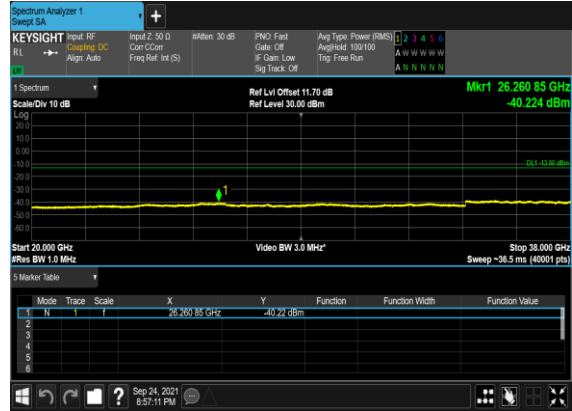 Spectrum Analyzer 1
Swept SA
+
KEYSIGHT Input: RF Input Z: 50 Ω #Atten: 30 dB PNO: Fast Avg Type: Power (RMS) 1 2 3 4 5 6
RL Coupling: DC Corr CCorr Gate: Off Avg|Hold: 100/100 A W W W W W
Align: Auto Freq Ref: Int (S) IF Gain: Low Trig: Free Run
Sig Track: Off A N N N N N
LW
1 Spectrum Ref Lvl Offset 11.70 dB Mkr1 26.260 85 GHz
Scale/Div 10 dB Ref Level 30.00 dBm -40.224 dBm
Log
20.0
10.0
0.00
-10.0
DL1 -13.00 dBm
-20.0
-30.0
1
-40.0
-50.0
-60.0
Start 20.000 GHz Video BW 3.0 MHz* Stop 38.000 GHz
#Res BW 1.0 MHz Sweep ~36.5 ms (40001 pts)
5 Marker Table
Mode Trace Scale X Y Function Function Width Function Value
1 N 1 f 26.260 85 GHz -40.22 dBm
2
3
4
5
6
? Sep 24, 2021
8:57:11 PM